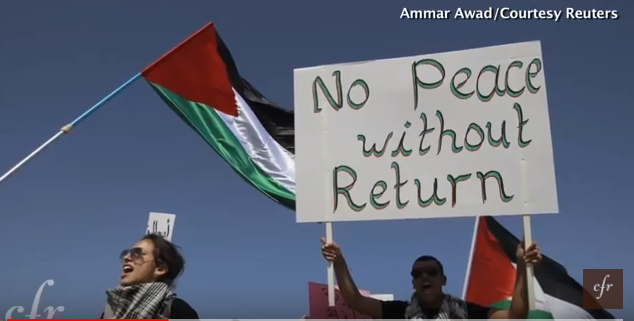 Ammar Awad/Courtesy Reuters
No Peace
without
Return
cfr
cfr